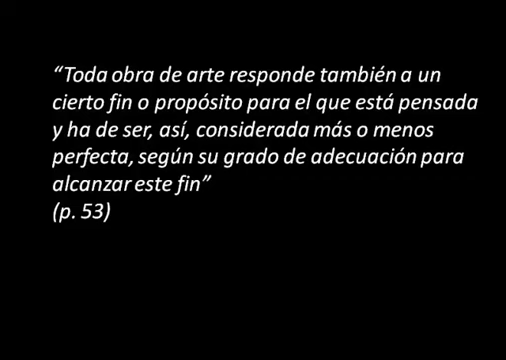 “Toda obra de arte responde también a un
cierto fin o propósito para el que está pensada
y ha de ser, así, considerada más o menos
perfecta, según su grado de adecuación para
alcanzar este fin”
(p. 53)